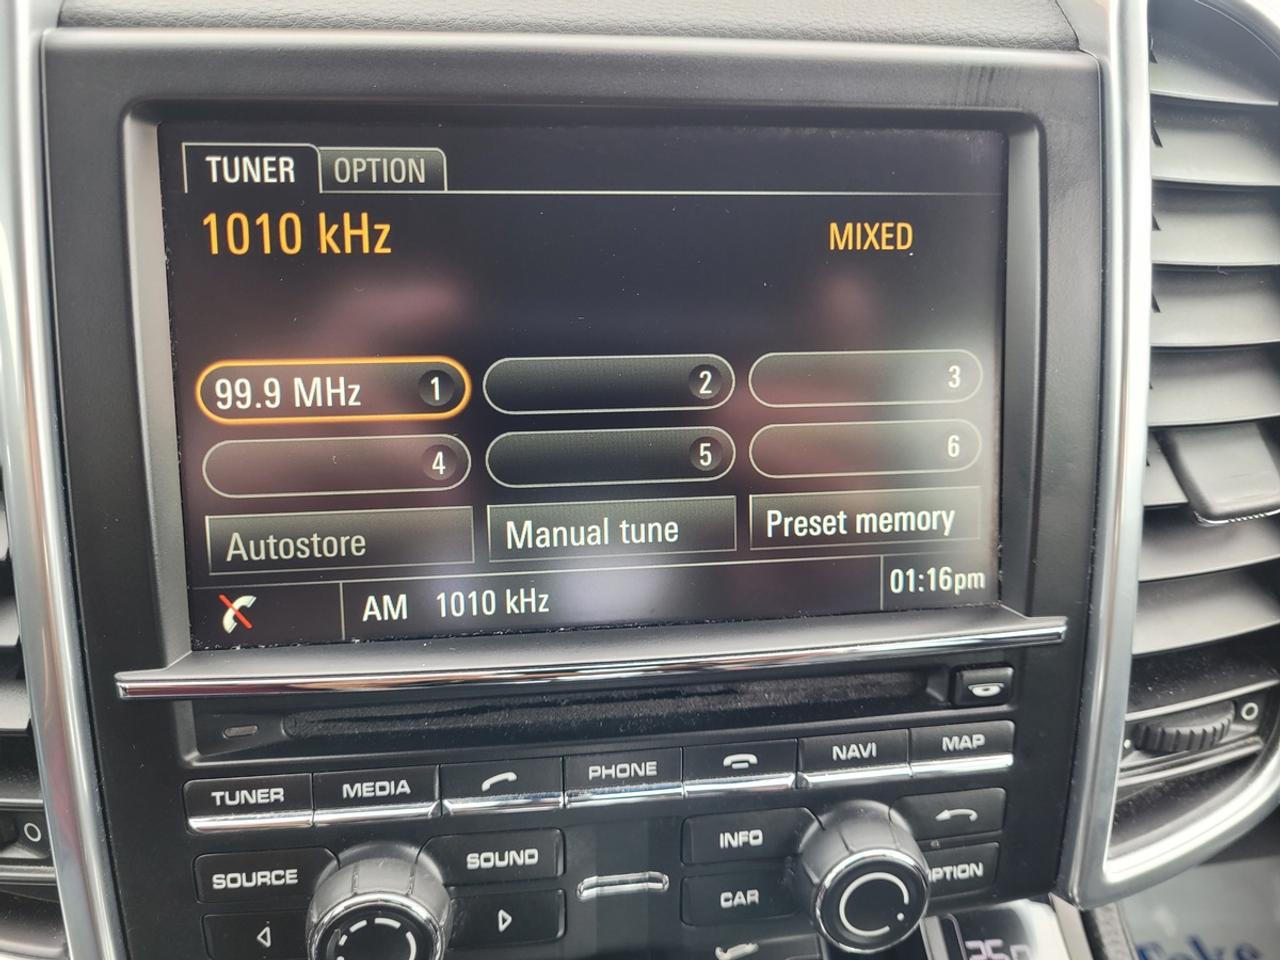 TUNER OPTION
1010 kHz MIXED
99.9 MHz 1 2 3
4 5 6
Autostore Manual tune Preset memory
AM 1010 kHz 01:16pm
TUNER MEDIA PHONE NAVI MAP
SOURCE SOUND INFO
CAR